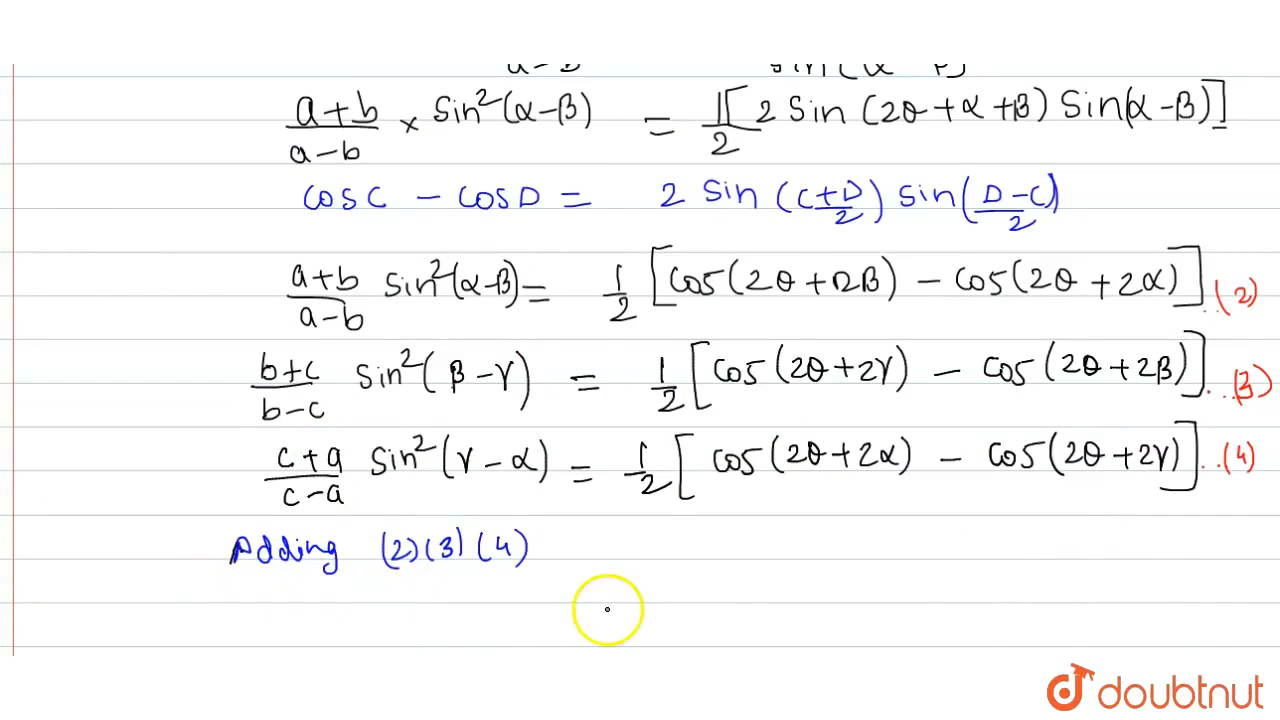 a+b/a-b × Sin²(α-β) = 1/2[2 Sin (2θ+α+β) Sin(α-β)]
cosC - cosD = 2 Sin (C+D/2) Sin(D-C/2)
a+b/a-b Sin²(α-β) = 1/2 [cos(2θ+2β) - cos(2θ+2α)] ..(2)
b+c/b-c Sin²(β-γ) = 1/2 [cos(2θ+2γ) - cos(2θ+2β)] ...(3)
c+a/c-a Sin²(γ-α) = 1/2 [cos(2θ+2α) - cos(2θ+2γ)] ..(4)
Adding (2)(3)(4)
doubtnut